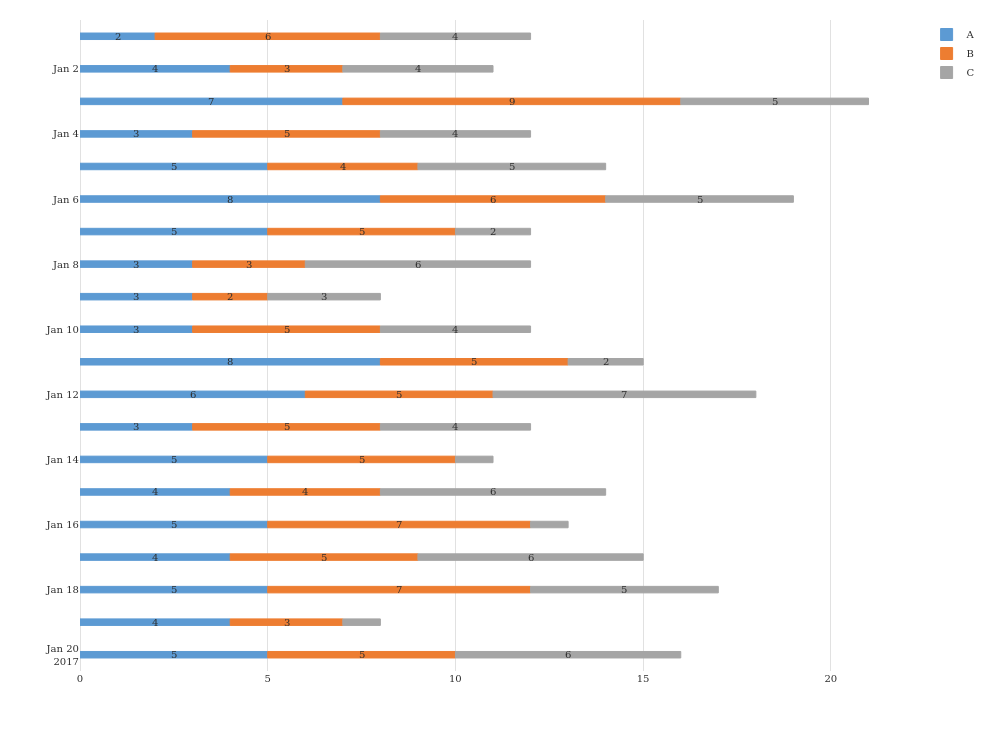 A
B
C
2 6 4
Jan 2 4 3 4
7 9 5
Jan 4 3 5 4
5 4 5
Jan 6 8 6 5
5 5 2
Jan 8 3 3 6
3 2 3
Jan 10 3 5 4
8 5 2
Jan 12 6 5 7
3 5 4
Jan 14 5 5
4 4 6
Jan 16 5 7
4 5 6
Jan 18 5 7 5
4 3
Jan 20 5 5 6
2017
0 5 10 15 20